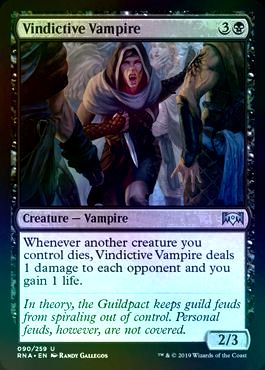 Vindictive Vampire 3
Creature — Vampire
Whenever another creature you
control dies, Vindictive Vampire deals
1 damage to each opponent and you
gain 1 life.
In theory, the Guildpact keeps guild feuds
from spiraling out of control. Personal
feuds, however, are not covered.
2/3
090/259 U
RNA • EN RANDY GALLEGOS
™ & © 2019 Wizards of the Coast